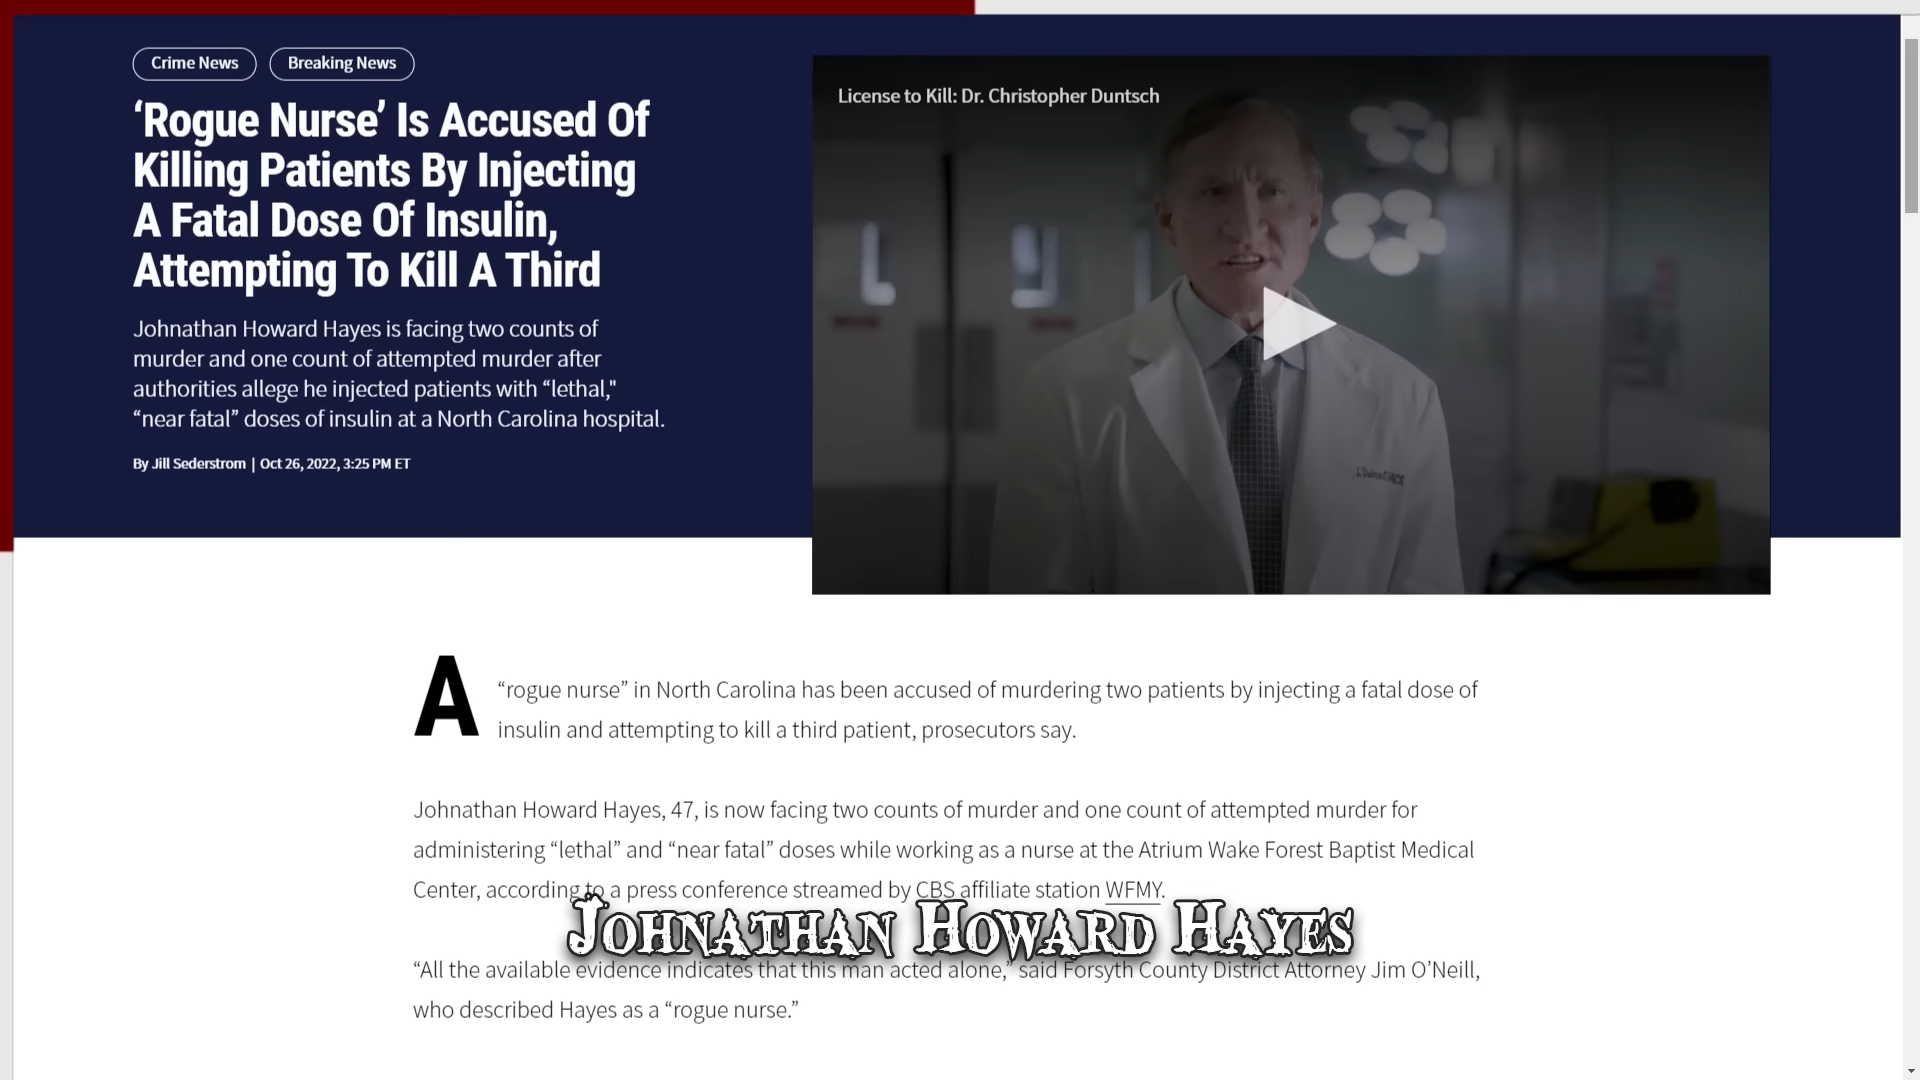 Crime News
Breaking News
‘Rogue Nurse’ Is Accused Of
Killing Patients By Injecting
A Fatal Dose Of Insulin,
Attempting To Kill A Third
Johnathan Howard Hayes is facing two counts of
murder and one count of attempted murder after
authorities allege he injected patients with “lethal,"
“near fatal” doses of insulin at a North Carolina hospital.
By Jill Sederstrom | Oct 26, 2022, 3:25 PM ET
License to Kill: Dr. Christopher Duntsch
A “rogue nurse” in North Carolina has been accused of murdering two patients by injecting a fatal dose of
insulin and attempting to kill a third patient, prosecutors say.
Johnathan Howard Hayes, 47, is now facing two counts of murder and one count of attempted murder for
administering “lethal” and “near fatal” doses while working as a nurse at the Atrium Wake Forest Baptist Medical
Center, according to a press conference streamed by CBS affiliate station WFMY.
Johnathan Howard Hayes
“All the available evidence indicates that this man acted alone,” said Forsyth County District Attorney Jim O’Neill,
who described Hayes as a “rogue nurse.”